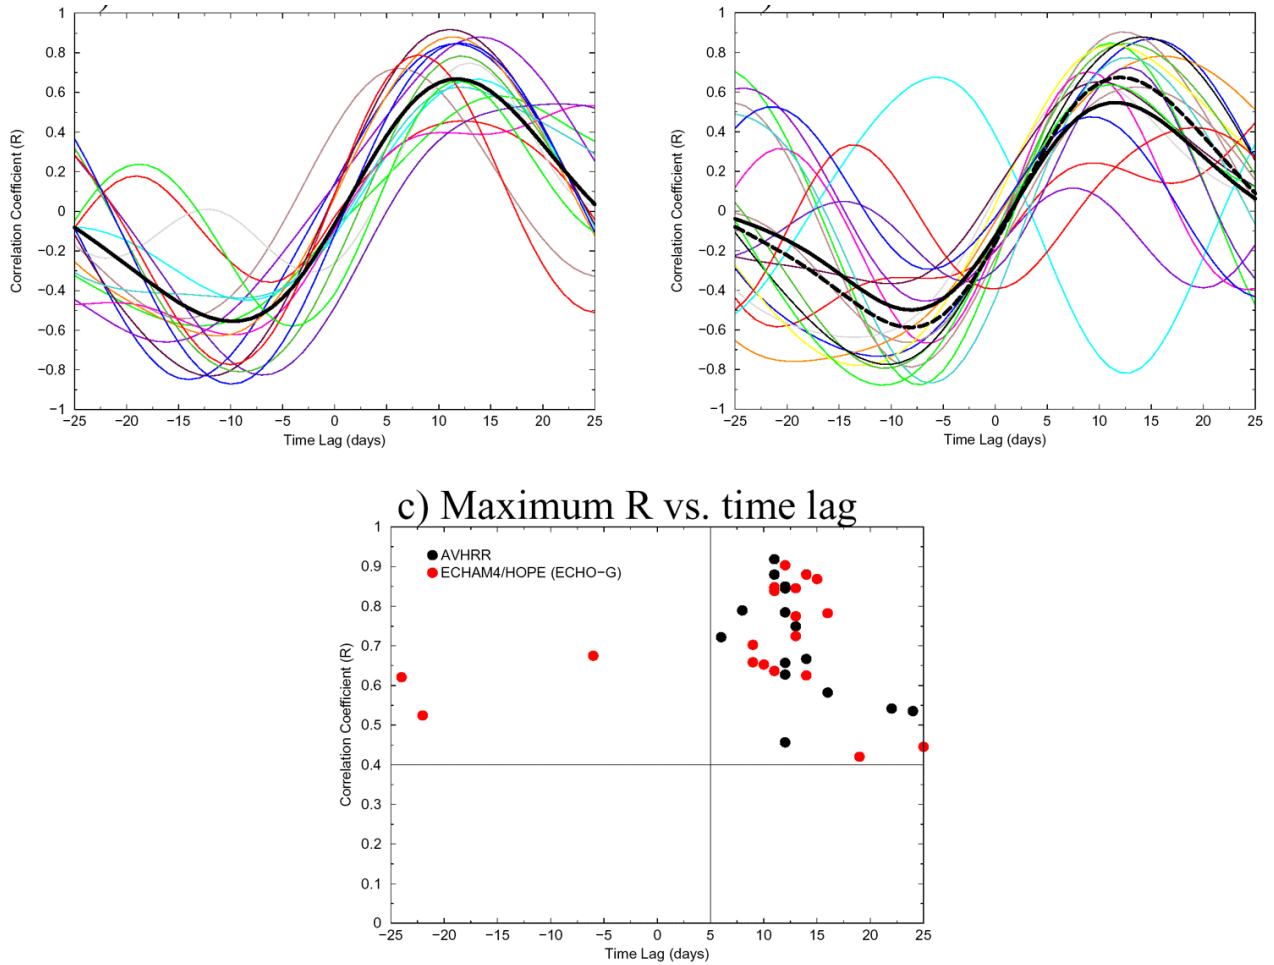 )
)
1
0.8
0.6
0.4
0.2
0
−0.2
−0.4
−0.6
−0.8
−1
Correlation Coefficient (R)
−25 −20 −15 −10 −5 0 5 10 15 20 25
Time Lag (days)
1
0.8
0.6
0.4
0.2
0
−0.2
−0.4
−0.6
−0.8
−1
Correlation Coefficient (R)
−25 −20 −15 −10 −5 0 5 10 15 20 25
Time Lag (days)
c) Maximum R vs. time lag
AVHRR
ECHAM4/HOPE (ECHO−G)
1
0.9
0.8
0.7
0.6
0.5
0.4
0.3
0.2
0.1
0
Correlation Coefficient (R)
−25 −20 −15 −10 −5 0 5 10 15 20 25
Time Lag (days)